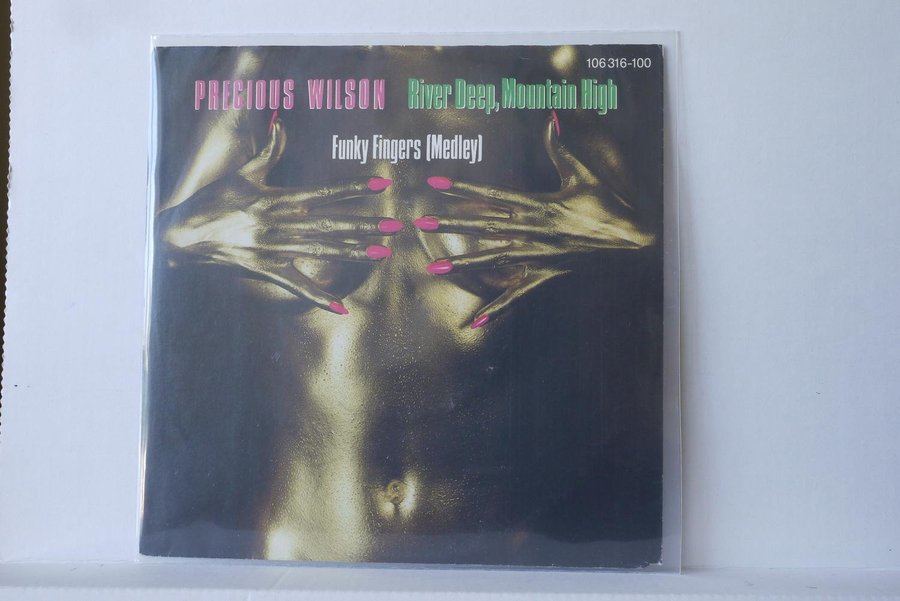 106 316-100
PRECIOUS WILSON River Deep, Mountain High
Funky Fingers (Medley)